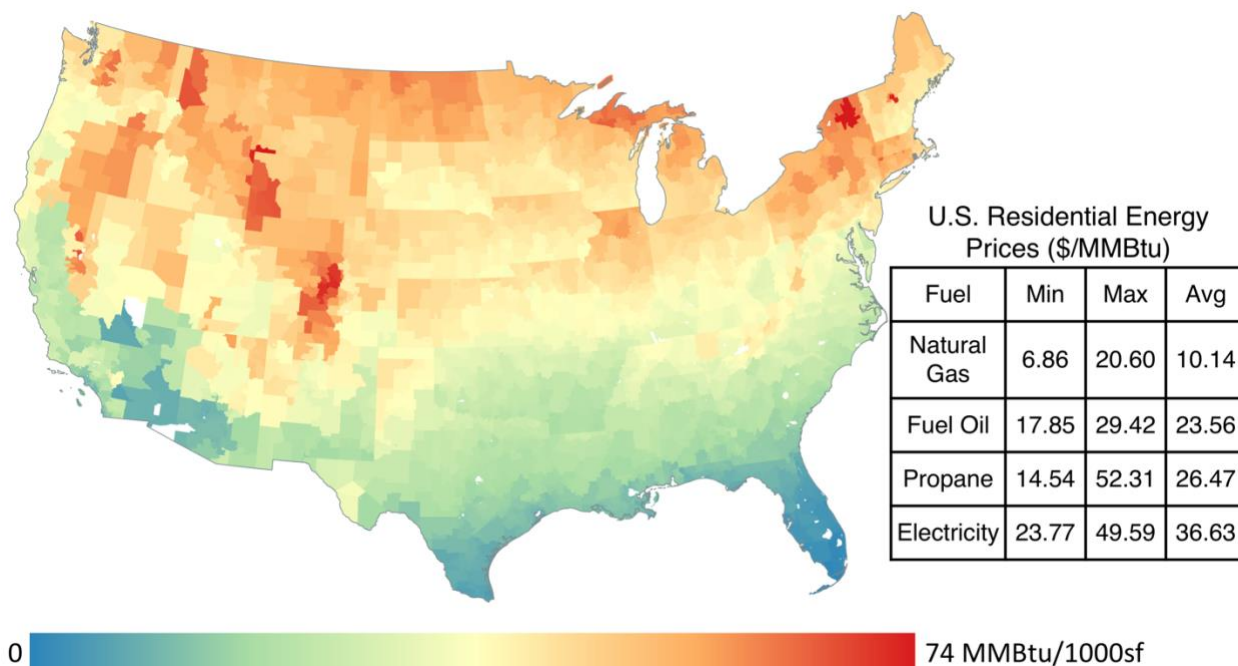 U.S. Residential Energy
Prices ($/MMBtu)
Fuel Min Max Avg
Natural
Gas 6.86 20.60 10.14
Fuel Oil 17.85 29.42 23.56
Propane 14.54 52.31 26.47
Electricity 23.77 49.59 36.63
0 74 MMBtu/1000sf